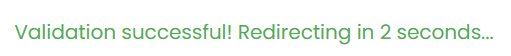 Validation successful! Redirecting in 2 seconds...